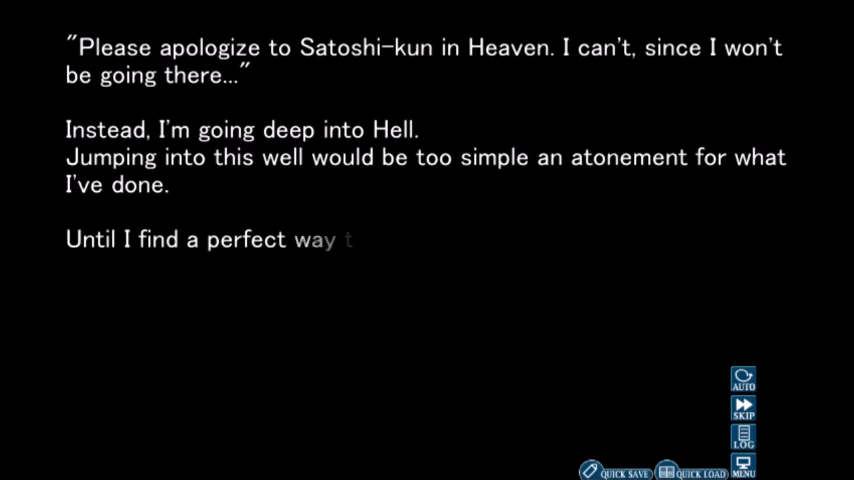 "Please apologize to Satoshi-kun in Heaven. I can't, since I won't
be going there..."
Instead, I'm going deep into Hell.
Jumping into this well would be too simple an atonement for what
I've done.
Until I find a perfect way t
AUTO
SKIP
LOG
MENU
QUICK SAVE
QUICK LOAD